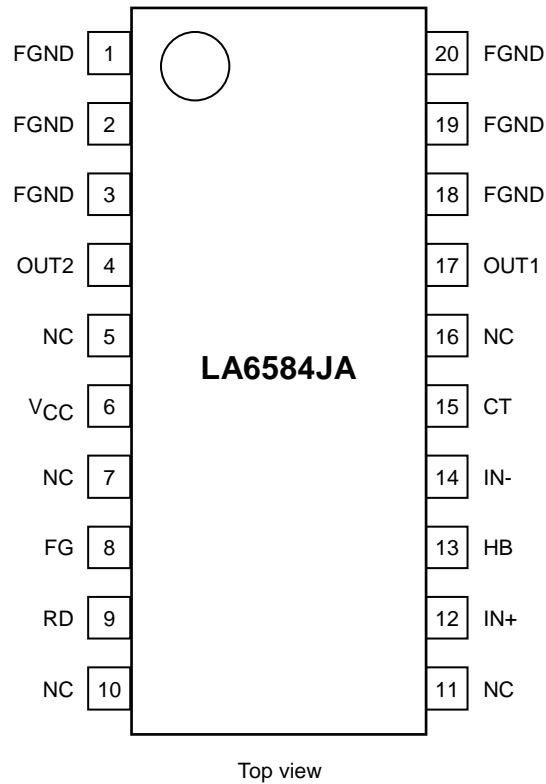 FGND 1 20 FGND
FGND 2 19 FGND
FGND 3 18 FGND
OUT2 4 17 OUT1
NC 5 16 NC
LA6584JA
VCC 6 15 CT
NC 7 14 IN-
FG 8 13 HB
RD 9 12 IN+
NC 10 11 NC
Top view